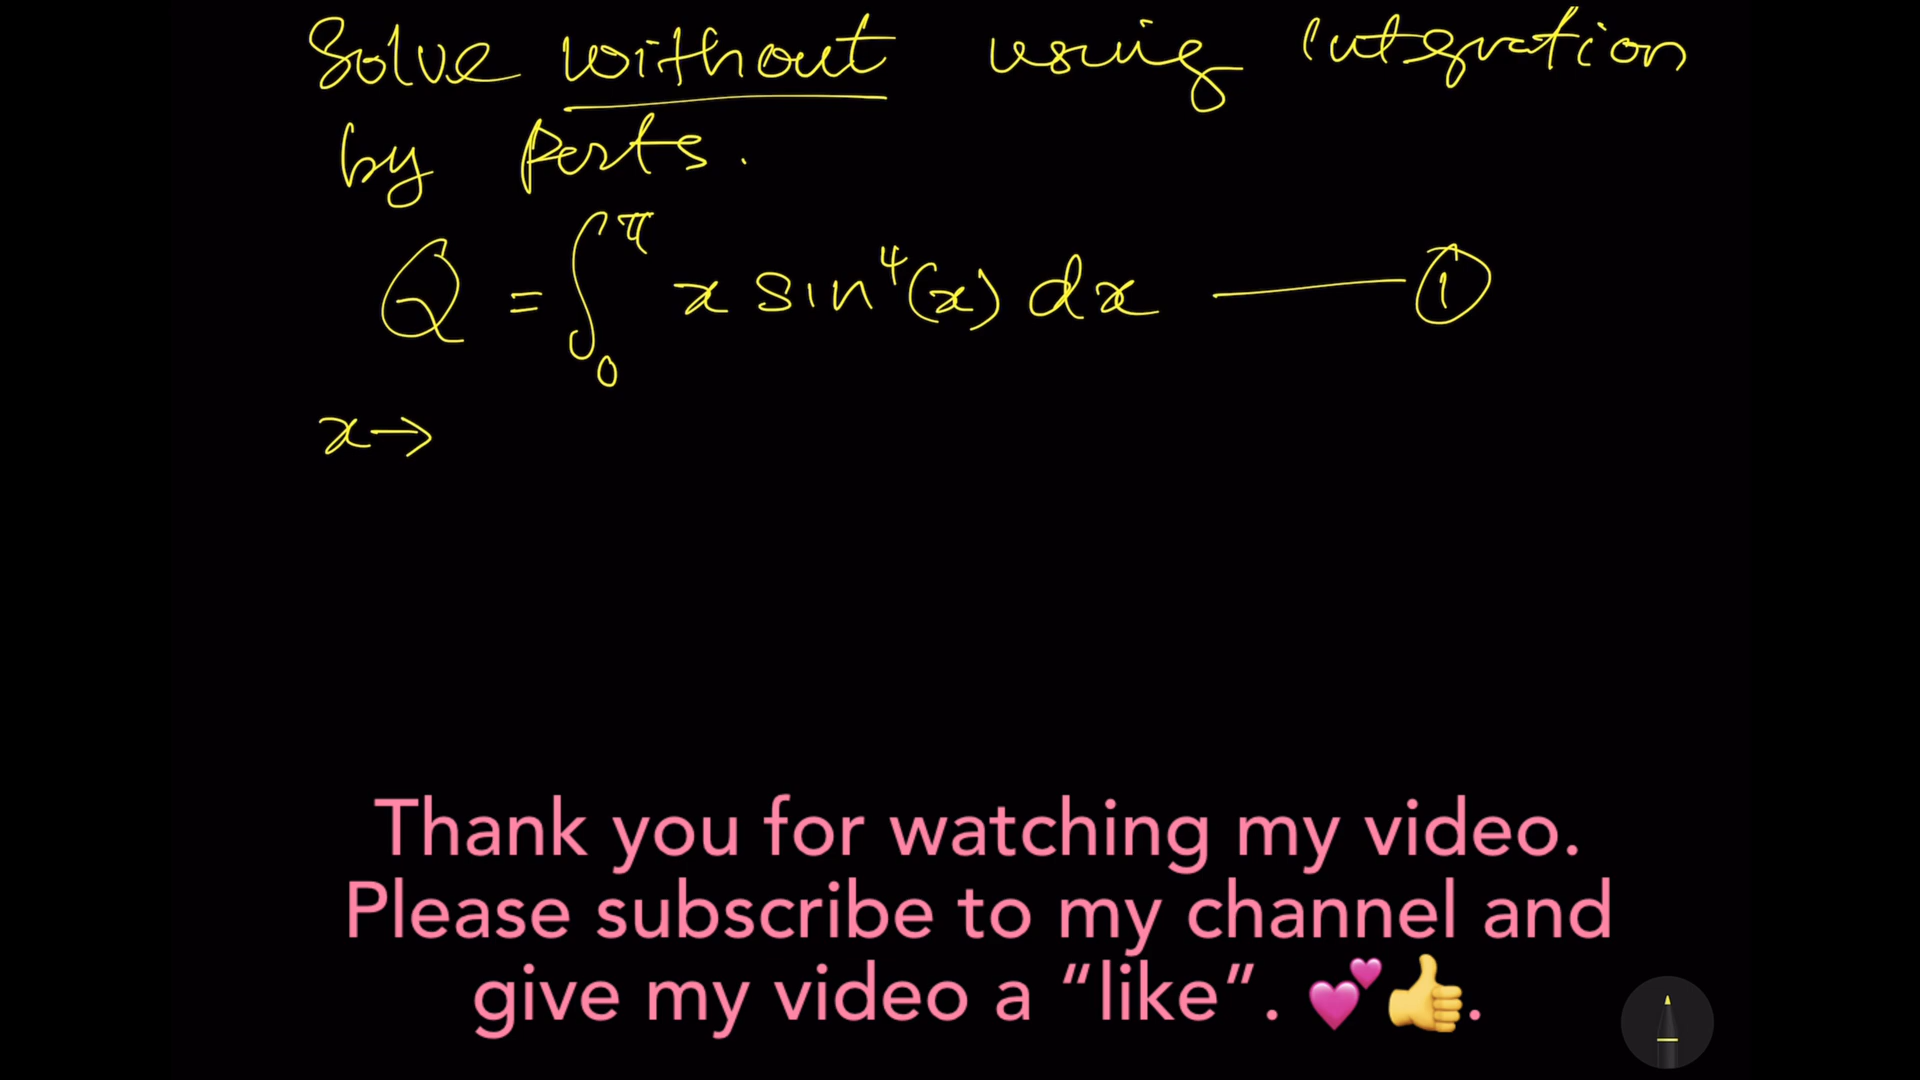 Solve without using integration
by parts.
Q = ∫₀^π x sin⁴(x) dx ——— ①
x→
Thank you for watching my video.
Please subscribe to my channel and
give my video a “like”. 💕👍.